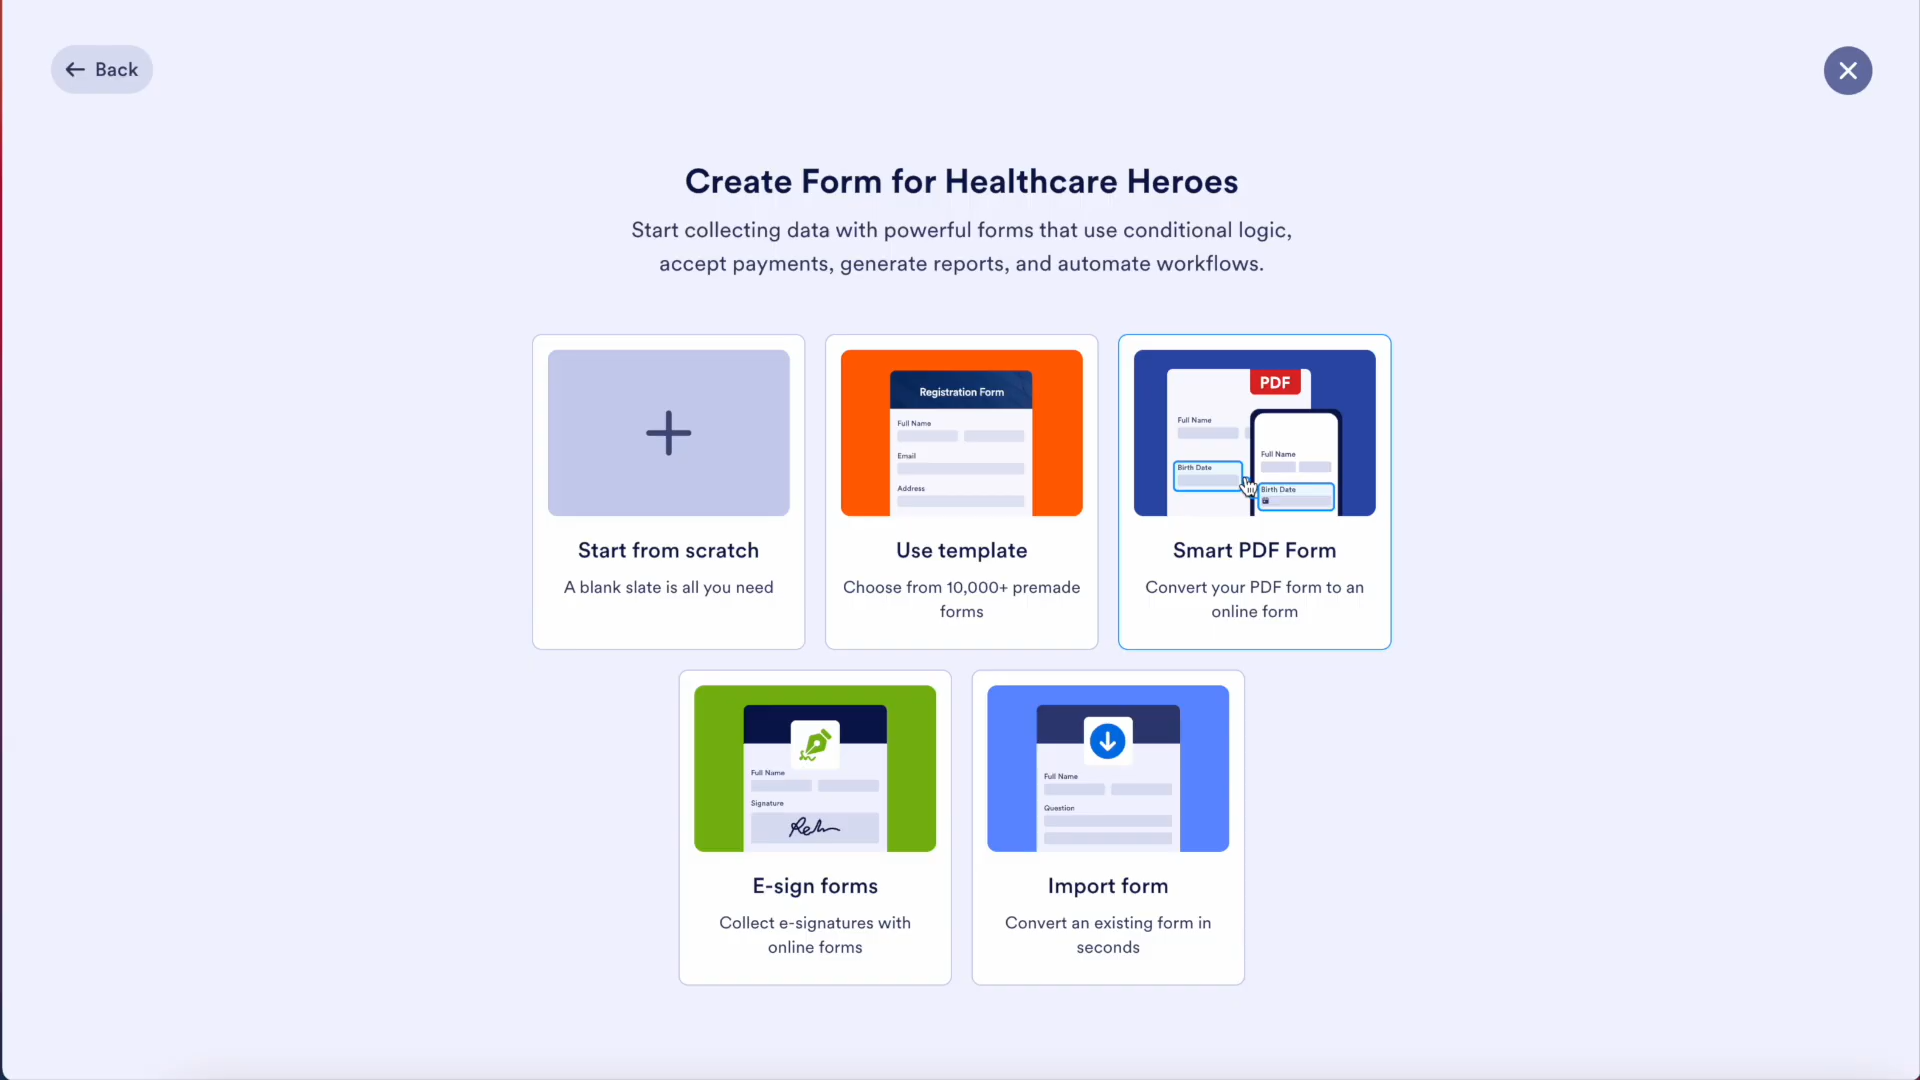 Back
Create Form for Healthcare Heroes
Start collecting data with powerful forms that use conditional logic,
accept payments, generate reports, and automate workflows.
Registration Form
Full Name
Email
Address
Start from scratch
A blank slate is all you need
Use template
Choose from 10,000+ premade
forms
PDF
Full Name
Birth Date
Full Name
Birth Date
Smart PDF Form
Convert your PDF form to an
online form
Full Name
Signature
E-sign forms
Collect e-signatures with
online forms
Full Name
Question
Import form
Convert an existing form in
seconds